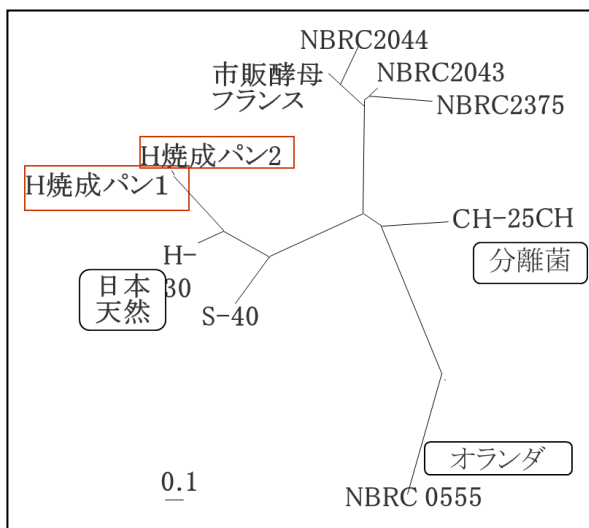 NBRC2044
市販酵母
フランス
NBRC2043
NBRC2375
H焼成パン2
H焼成パン1
CH-25CH
分離菌
H-
30
日本
天然
S-40
オランダ
0.1
NBRC 0555